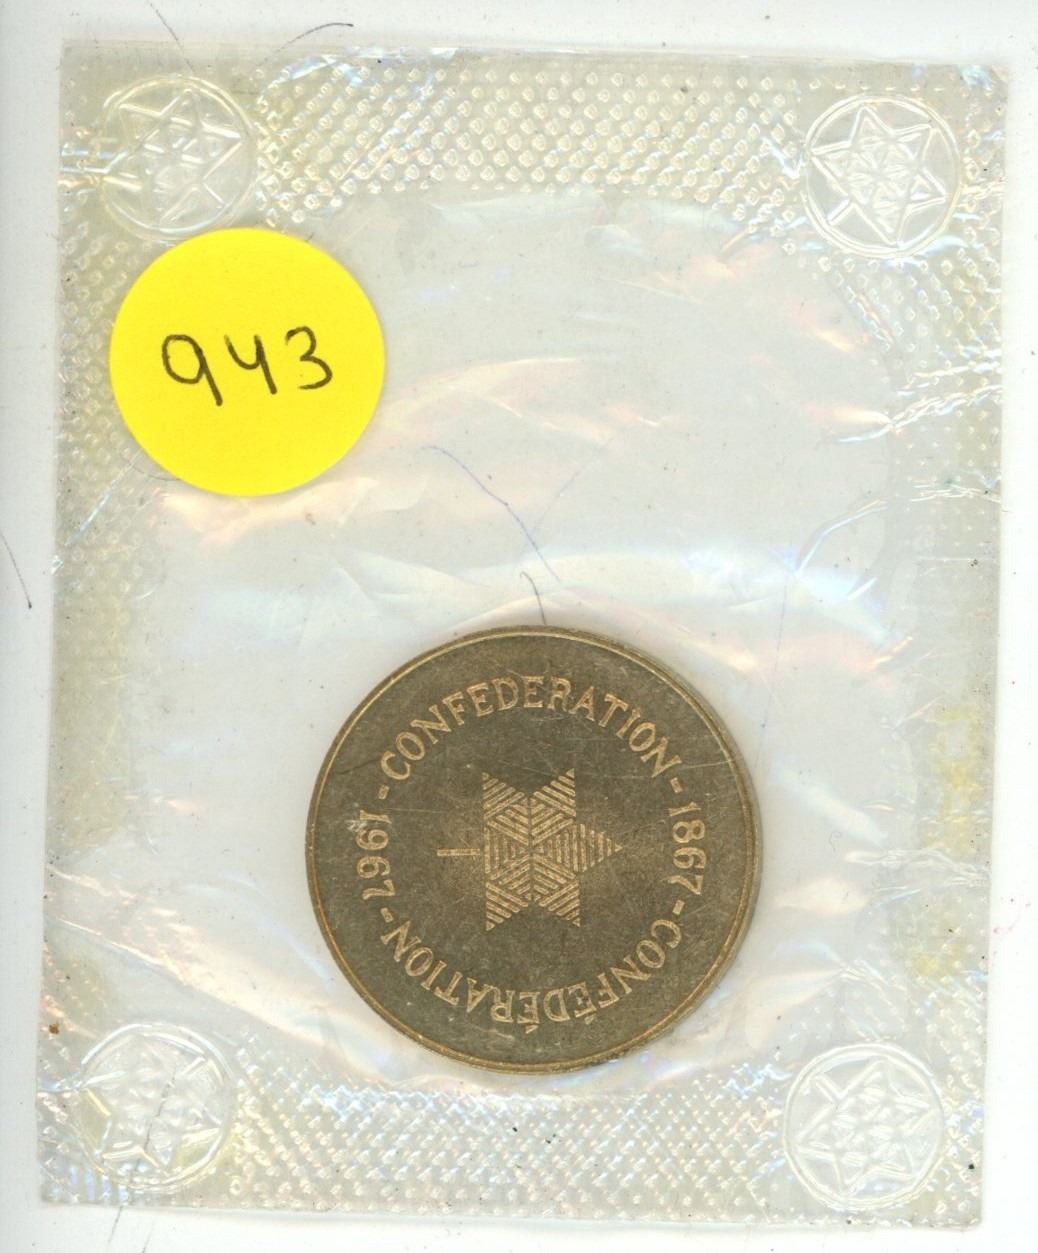 943
CONFEDERATION - 1867 - CONFÉDÉRATION - 1967 -